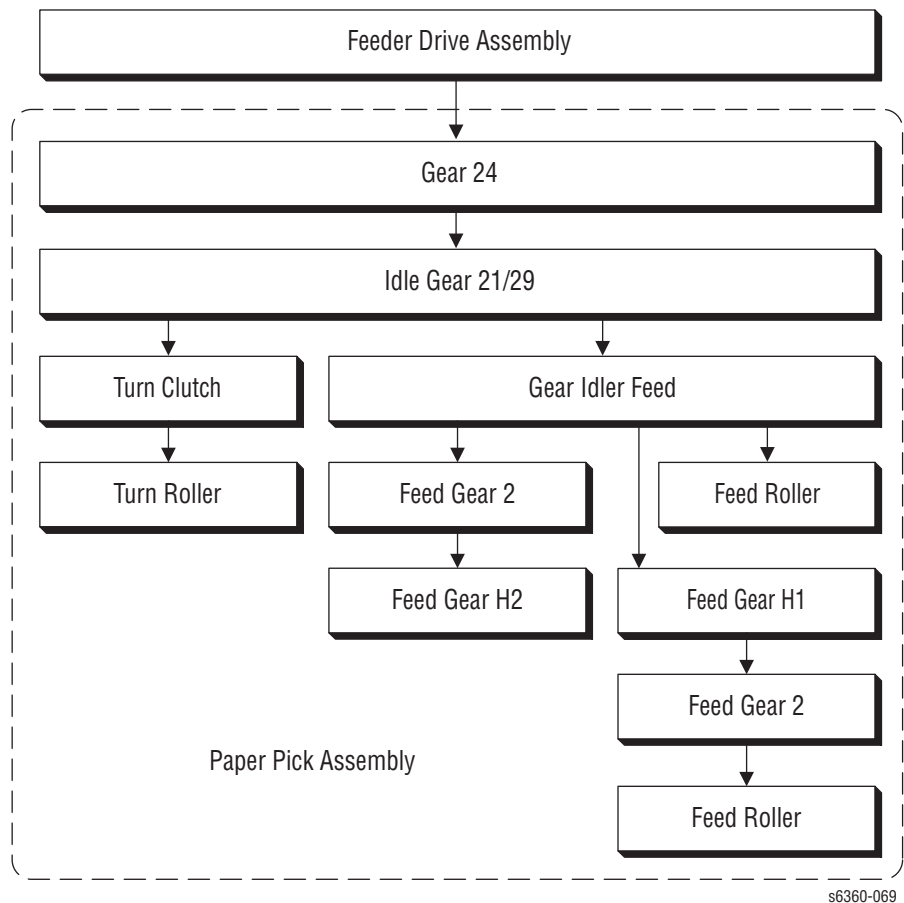 Feeder Drive Assembly
Gear 24
Idle Gear 21/29
Turn Clutch
Gear Idler Feed
Turn Roller
Feed Gear 2
Feed Roller
Feed Gear H2
Feed Gear H1
Feed Gear 2
Paper Pick Assembly
Feed Roller
s6360-069